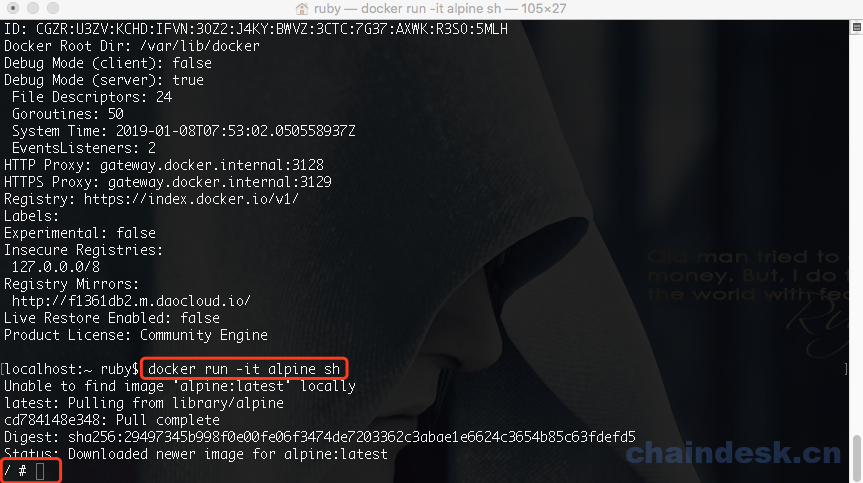 ruby — docker run -it alpine sh — 105×27
ID: CGZR:U3ZV:KCHD:IFVN:3OZ2:J4KY:BWVZ:3CTC:7G37:AXWK:R3SO:5MLH
Docker Root Dir: /var/lib/docker
Debug Mode (client): false
Debug Mode (server): true
 File Descriptors: 24
 Goroutines: 50
 System Time: 2019-01-08T07:53:02.050558937Z
 EventsListeners: 2
HTTP Proxy: gateway.docker.internal:3128
HTTPS Proxy: gateway.docker.internal:3129
Registry: https://index.docker.io/v1/
Labels:
Experimental: false
Insecure Registries:
 127.0.0.0/8
Registry Mirrors:
 http://f1361db2.m.daocloud.io/
Live Restore Enabled: false
Product License: Community Engine
Old man tried to
money. But, I do t
the world with fea
[localhost:~ ruby$ docker run -it alpine sh ]
Unable to find image 'alpine:latest' locally
latest: Pulling from library/alpine
cd784148e348: Pull complete
Digest: sha256:29497345b998f0e00fe06f3474de7203362c3abae1e6624c3654b85c63fdefd5
Status: Downloaded newer image for alpine:latest
/ #
chaindesk.cn